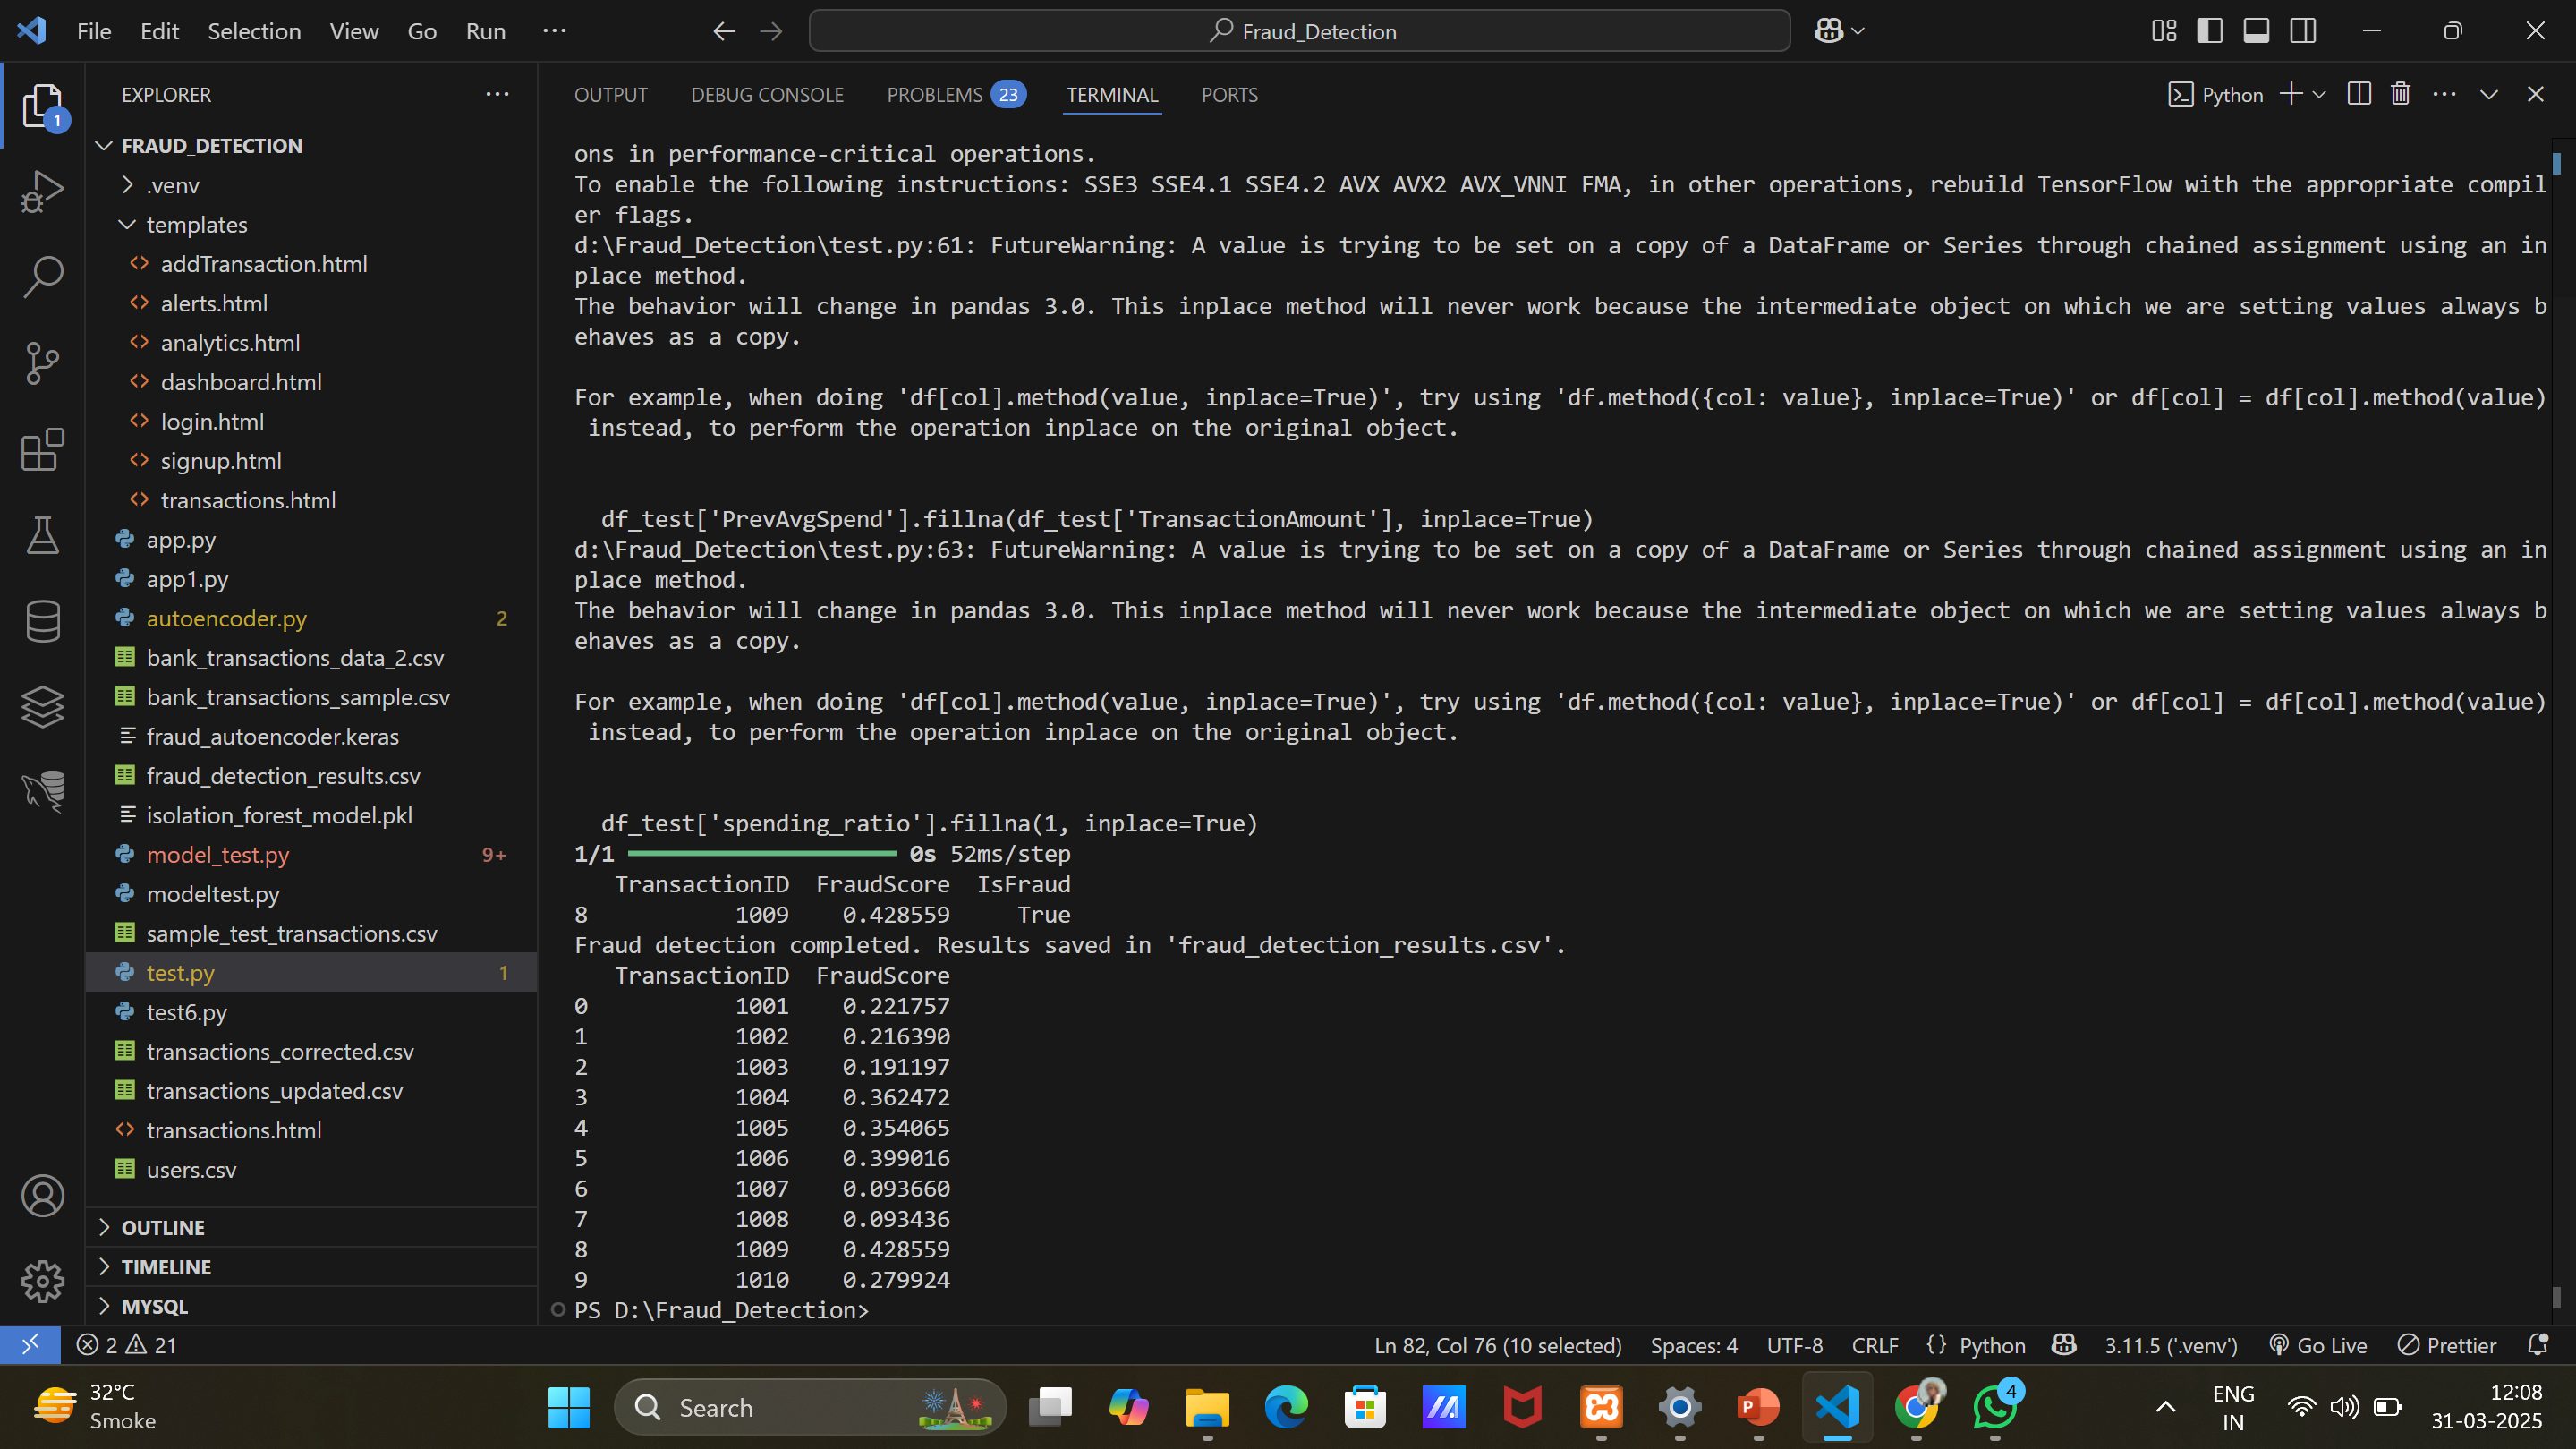 File Edit Selection View Go Run ···
Fraud_Detection
EXPLORER ···
FRAUD_DETECTION
.venv
templates
addTransaction.html
alerts.html
analytics.html
dashboard.html
login.html
signup.html
transactions.html
app.py
app1.py
autoencoder.py 2
bank_transactions_data_2.csv
bank_transactions_sample.csv
fraud_autoencoder.keras
fraud_detection_results.csv
isolation_forest_model.pkl
model_test.py 9+
modeltest.py
sample_test_transactions.csv
test.py 1
test6.py
transactions_corrected.csv
transactions_updated.csv
transactions.html
users.csv
OUTLINE
TIMELINE
MYSQL
1
OUTPUT DEBUG CONSOLE PROBLEMS 23 TERMINAL PORTS
Python
ons in performance-critical operations.
To enable the following instructions: SSE3 SSE4.1 SSE4.2 AVX AVX2 AVX_VNNI FMA, in other operations, rebuild TensorFlow with the appropriate compil
er flags.
d:\Fraud_Detection\test.py:61: FutureWarning: A value is trying to be set on a copy of a DataFrame or Series through chained assignment using an in
place method.
The behavior will change in pandas 3.0. This inplace method will never work because the intermediate object on which we are setting values always b
ehaves as a copy.
For example, when doing 'df[col].method(value, inplace=True)', try using 'df.method({col: value}, inplace=True)' or df[col] = df[col].method(value)
instead, to perform the operation inplace on the original object.
df_test['PrevAvgSpend'].fillna(df_test['TransactionAmount'], inplace=True)
d:\Fraud_Detection\test.py:63: FutureWarning: A value is trying to be set on a copy of a DataFrame or Series through chained assignment using an in
place method.
The behavior will change in pandas 3.0. This inplace method will never work because the intermediate object on which we are setting values always b
ehaves as a copy.
For example, when doing 'df[col].method(value, inplace=True)', try using 'df.method({col: value}, inplace=True)' or df[col] = df[col].method(value)
instead, to perform the operation inplace on the original object.
df_test['spending_ratio'].fillna(1, inplace=True)
1/1 0s 52ms/step
TransactionID FraudScore IsFraud
8 1009 0.428559 True
Fraud detection completed. Results saved in 'fraud_detection_results.csv'.
TransactionID FraudScore
0 1001 0.221757
1 1002 0.216390
2 1003 0.191197
3 1004 0.362472
4 1005 0.354065
5 1006 0.399016
6 1007 0.093660
7 1008 0.093436
8 1009 0.428559
9 1010 0.279924
PS D:\Fraud_Detection>
2 21
Ln 82, Col 76 (10 selected) Spaces: 4 UTF-8 CRLF {} Python 3.11.5 ('.venv') Go Live Prettier
32°C
Smoke
Search
P
4
ENG
IN
12:08
31-03-2025